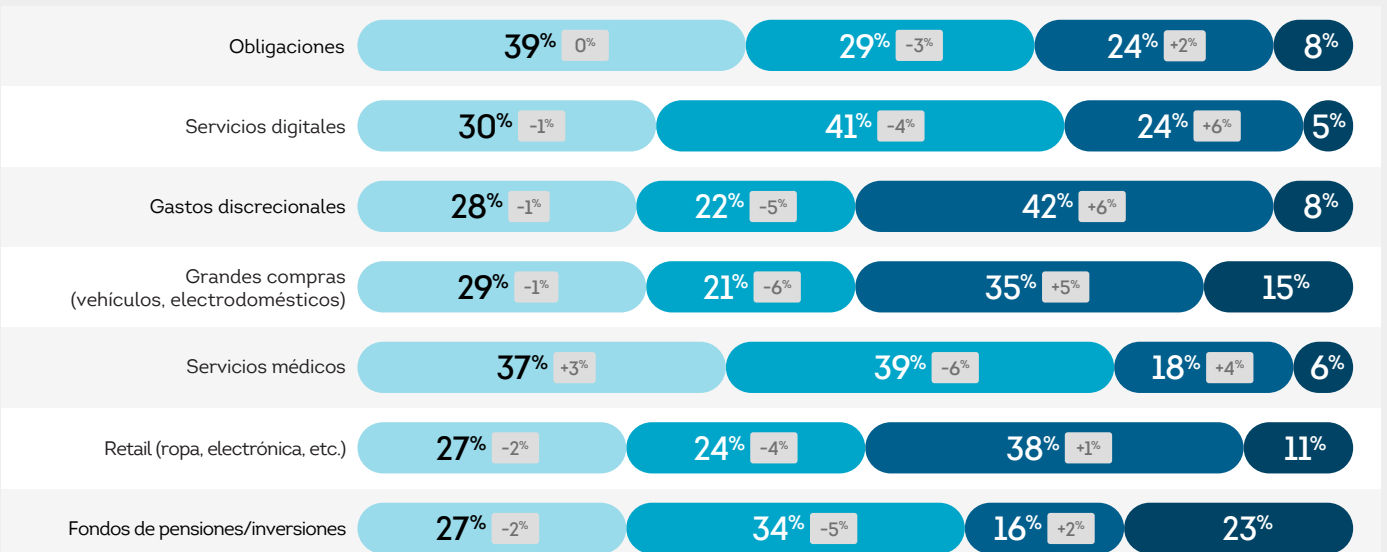 Obligaciones 39% 0% 29% -3% 24% +2% 8%
Servicios digitales 30% -1% 41% -4% 24% +6% 5%
Gastos discrecionales 28% -1% 22% -5% 42% +6% 8%
Grandes compras
(vehículos, electrodomésticos) 29% -1% 21% -6% 35% +5% 15%
Servicios médicos 37% +3% 39% -6% 18% +4% 6%
Retail (ropa, electrónica, etc.) 27% -2% 24% -4% 38% +1% 11%
Fondos de pensiones/inversiones 27% -2% 34% -5% 16% +2% 23%